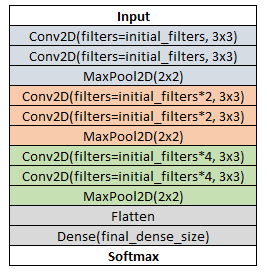 Input
Conv2D(filters=initial_filters, 3x3)
Conv2D(filters=initial_filters, 3x3)
MaxPool2D(2x2)
Conv2D(filters=initial_filters*2, 3x3)
Conv2D(filters=initial_filters*2, 3x3)
MaxPool2D(2x2)
Conv2D(filters=initial_filters*4, 3x3)
Conv2D(filters=initial_filters*4, 3x3)
MaxPool2D(2x2)
Flatten
Dense(final_dense_size)
Softmax